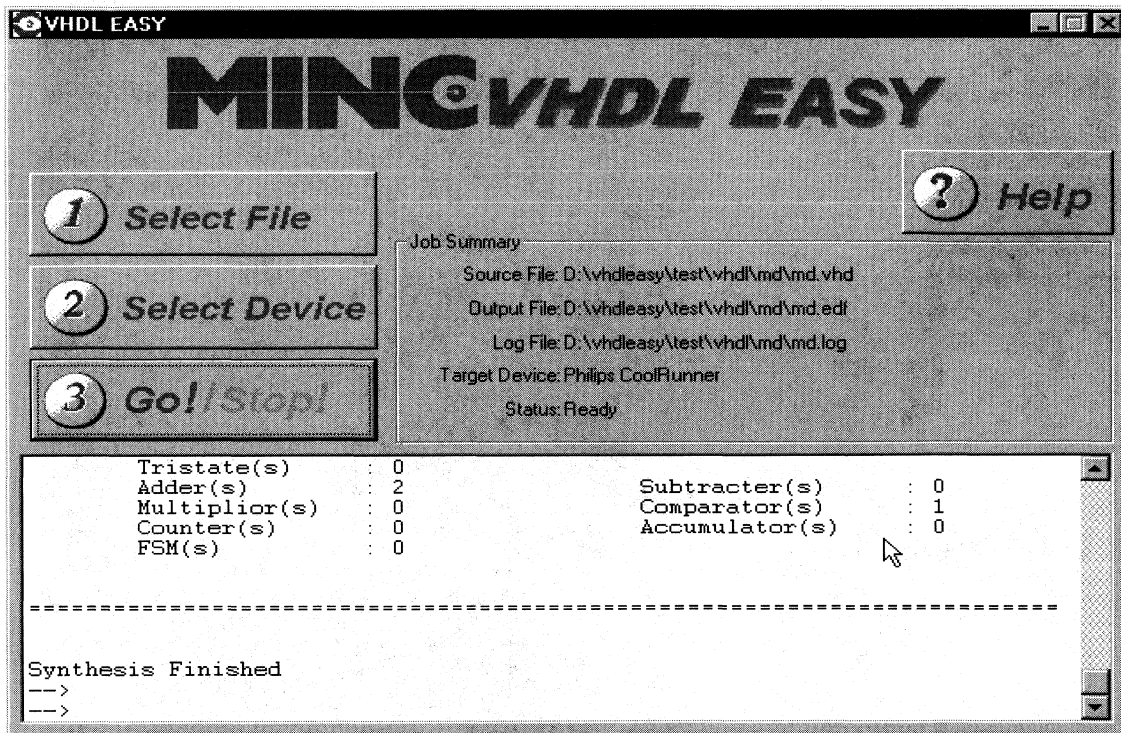 VHDL EASY
MINC VHDL EASY
1 Select File
? Help
2 Select Device
3 Go!/Stop!
Job Summary
Source File: D:\vhdleasy\test\vhdl\md\md.vhd
Output File: D:\vhdleasy\test\vhdl\md\md.edf
Log File: D:\vhdleasy\test\vhdl\md\md.log
Target Device: Philips CoolRunner
Status: Ready
Tristate(s) : 0
Adder(s) : 2 Subtracter(s) : 0
Multiplior(s) : 0 Comparator(s) : 1
Counter(s) : 0 Accumulator(s) : 0
FSM(s) : 0
=========================================================================
Synthesis Finished
-->
-->